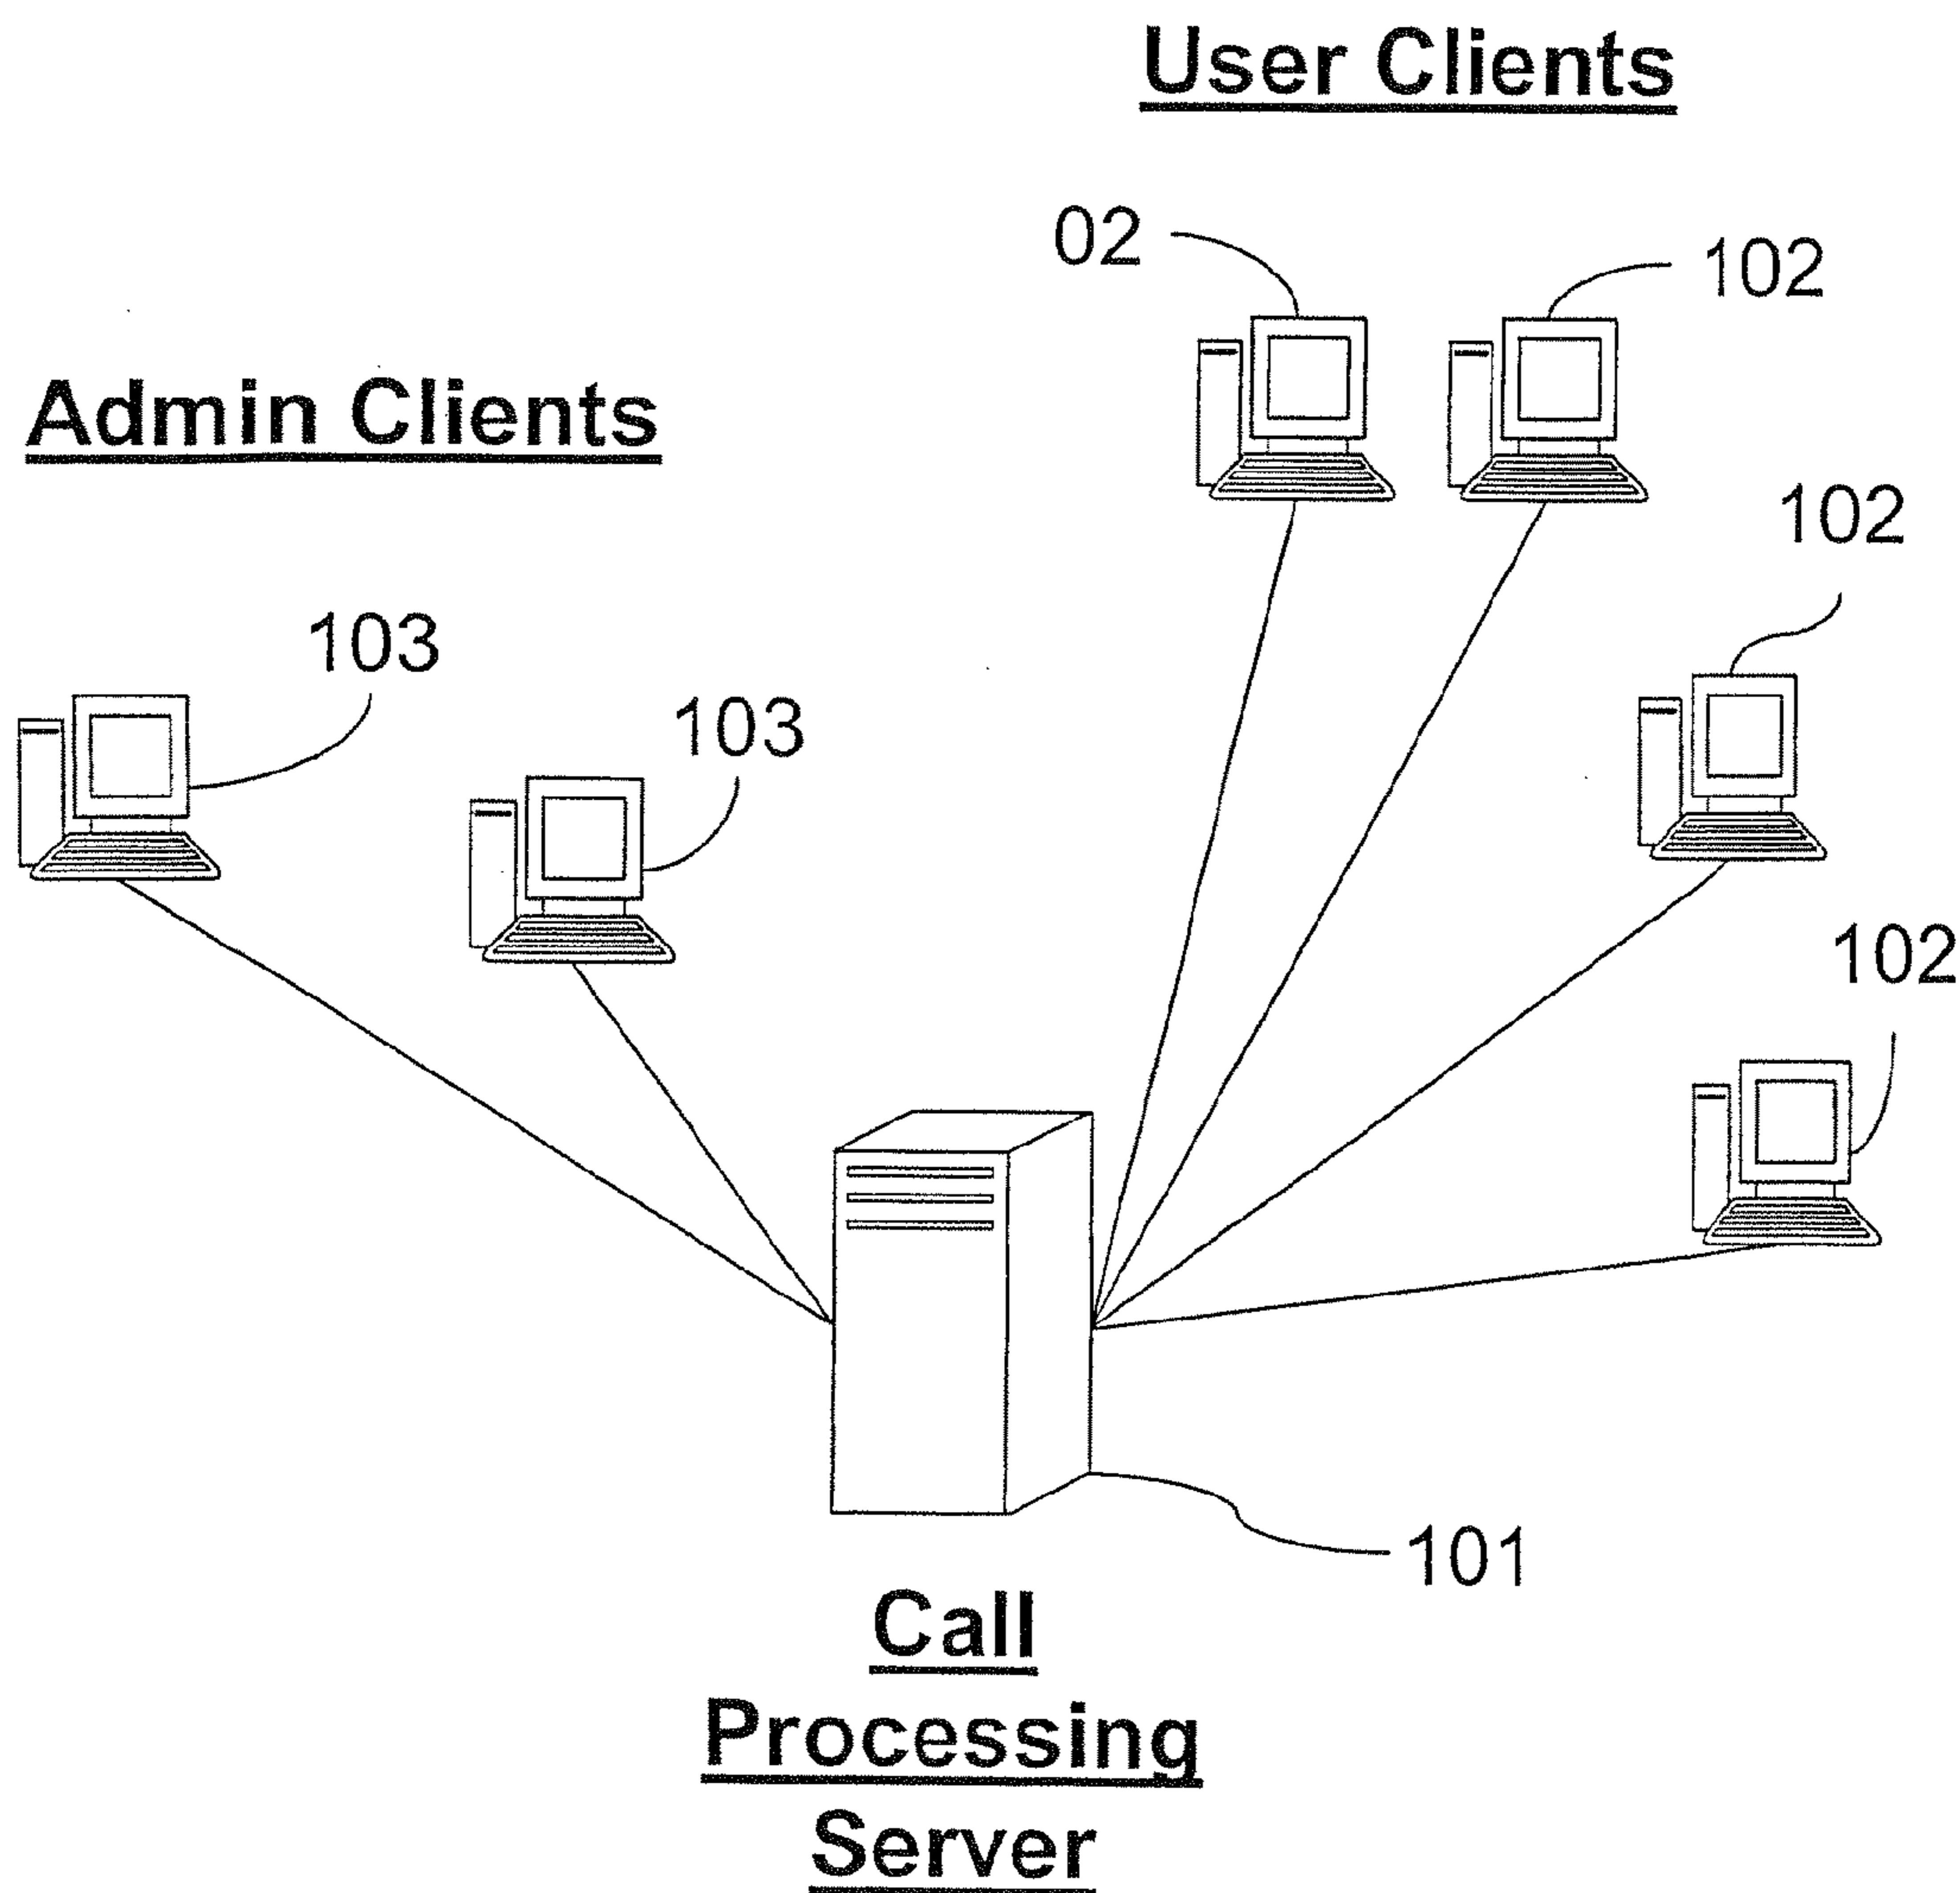 User Clients
02
102
Admin Clients
102
103
103
102
101
Call
Processing
Server